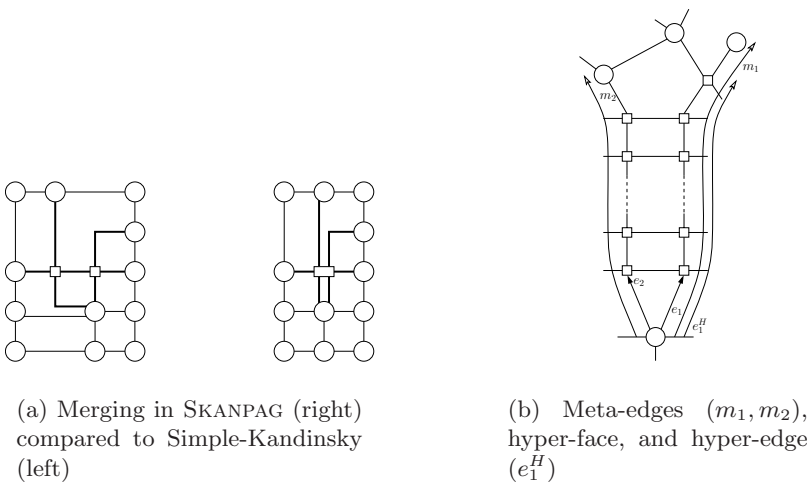 m₁
m₂
e₂
e₁
e₁ᴴ
(a) Merging in SKANPAG (right)
compared to Simple-Kandinsky
(left)
(b) Meta-edges (m₁, m₂),
hyper-face, and hyper-edge
(e₁ᴴ)